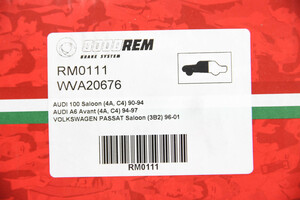 ROADREM
BRAKE SYSTEM
RM0111
WVA20676
AUDI 100 Saloon (4A, C4) 90-94
AUDI A6 Avant (4A, C4) 94-97
VOLKSWAGEN PASSAT Saloon (3B2) 96-01
RM0111